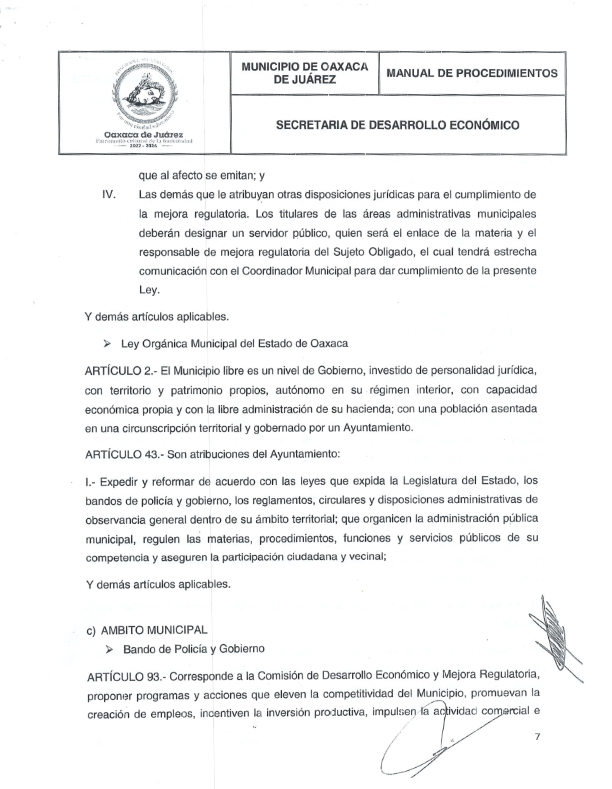 MUNICIPIO DE OAXACA
DE JUÁREZ
MANUAL DE PROCEDIMIENTOS
Oaxaca de Juárez
Patrimonio cultural de la humanidad
2022 - 2024
SECRETARIA DE DESARROLLO ECONÓMICO
que al afecto se emitan; y
IV. Las demás que le atribuyan otras disposiciones jurídicas para el cumplimiento de
la mejora regulatoria. Los titulares de las áreas administrativas municipales
deberán designar un servidor público, quien será el enlace de la materia y el
responsable de mejora regulatoria del Sujeto Obligado, el cual tendrá estrecha
comunicación con el Coordinador Municipal para dar cumplimiento de la presente
Ley.
Y demás artículos aplicables.
➤ Ley Orgánica Municipal del Estado de Oaxaca
ARTÍCULO 2.- El Municipio libre es un nivel de Gobierno, investido de personalidad jurídica,
con territorio y patrimonio propios, autónomo en su régimen interior, con capacidad
económica propia y con la libre administración de su hacienda; con una población asentada
en una circunscripción territorial y gobernado por un Ayuntamiento.
ARTÍCULO 43.- Son atribuciones del Ayuntamiento:
I.- Expedir y reformar de acuerdo con las leyes que expida la Legislatura del Estado, los
bandos de policía y gobierno, los reglamentos, circulares y disposiciones administrativas de
observancia general dentro de su ámbito territorial; que organicen la administración pública
municipal, regulen las materias, procedimientos, funciones y servicios públicos de su
competencia y aseguren la participación ciudadana y vecinal;
Y demás artículos aplicables.
c) AMBITO MUNICIPAL
➤ Bando de Policía y Gobierno
ARTÍCULO 93.- Corresponde a la Comisión de Desarrollo Económico y Mejora Regulatoria,
proponer programas y acciones que eleven la competitividad del Municipio, promuevan la
creación de empleos, incentiven la inversión productiva, impulsen la actividad comercial e
7